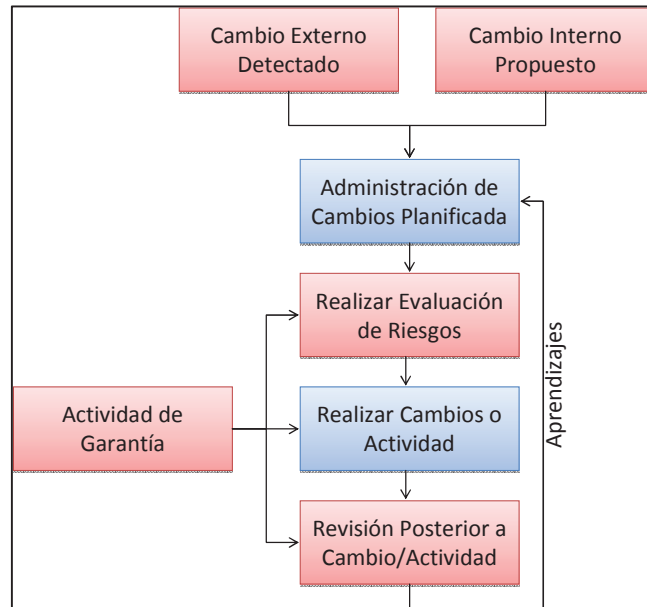 Cambio Externo
Detectado
Cambio Interno
Propuesto
Administración de
Cambios Planificada
Realizar Evaluación
de Riesgos
Actividad de
Garantía
Realizar Cambios o
Actividad
Aprendizajes
Revisión Posterior a
Cambio/Actividad